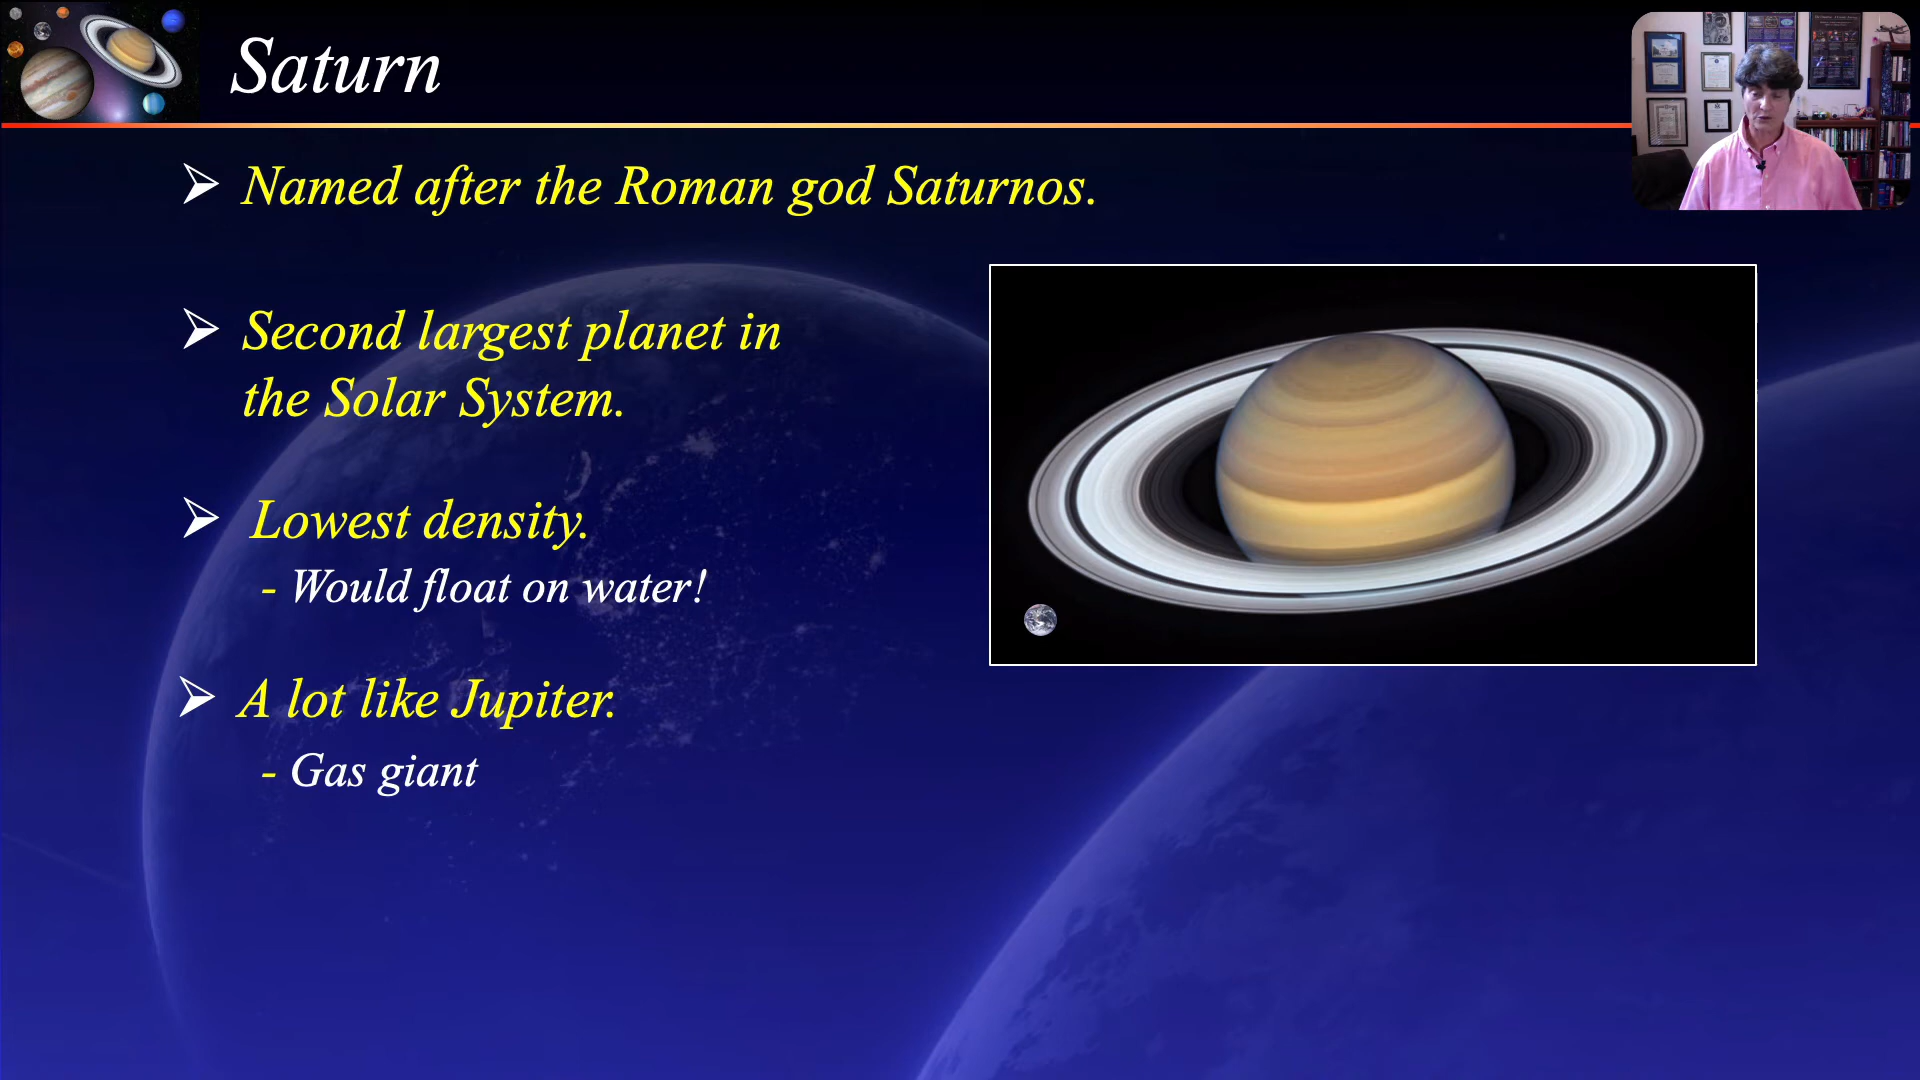 Saturn
➢ Named after the Roman god Saturnos.
➢ Second largest planet in
the Solar System.
➢ Lowest density.
- Would float on water!
➢ A lot like Jupiter.
- Gas giant